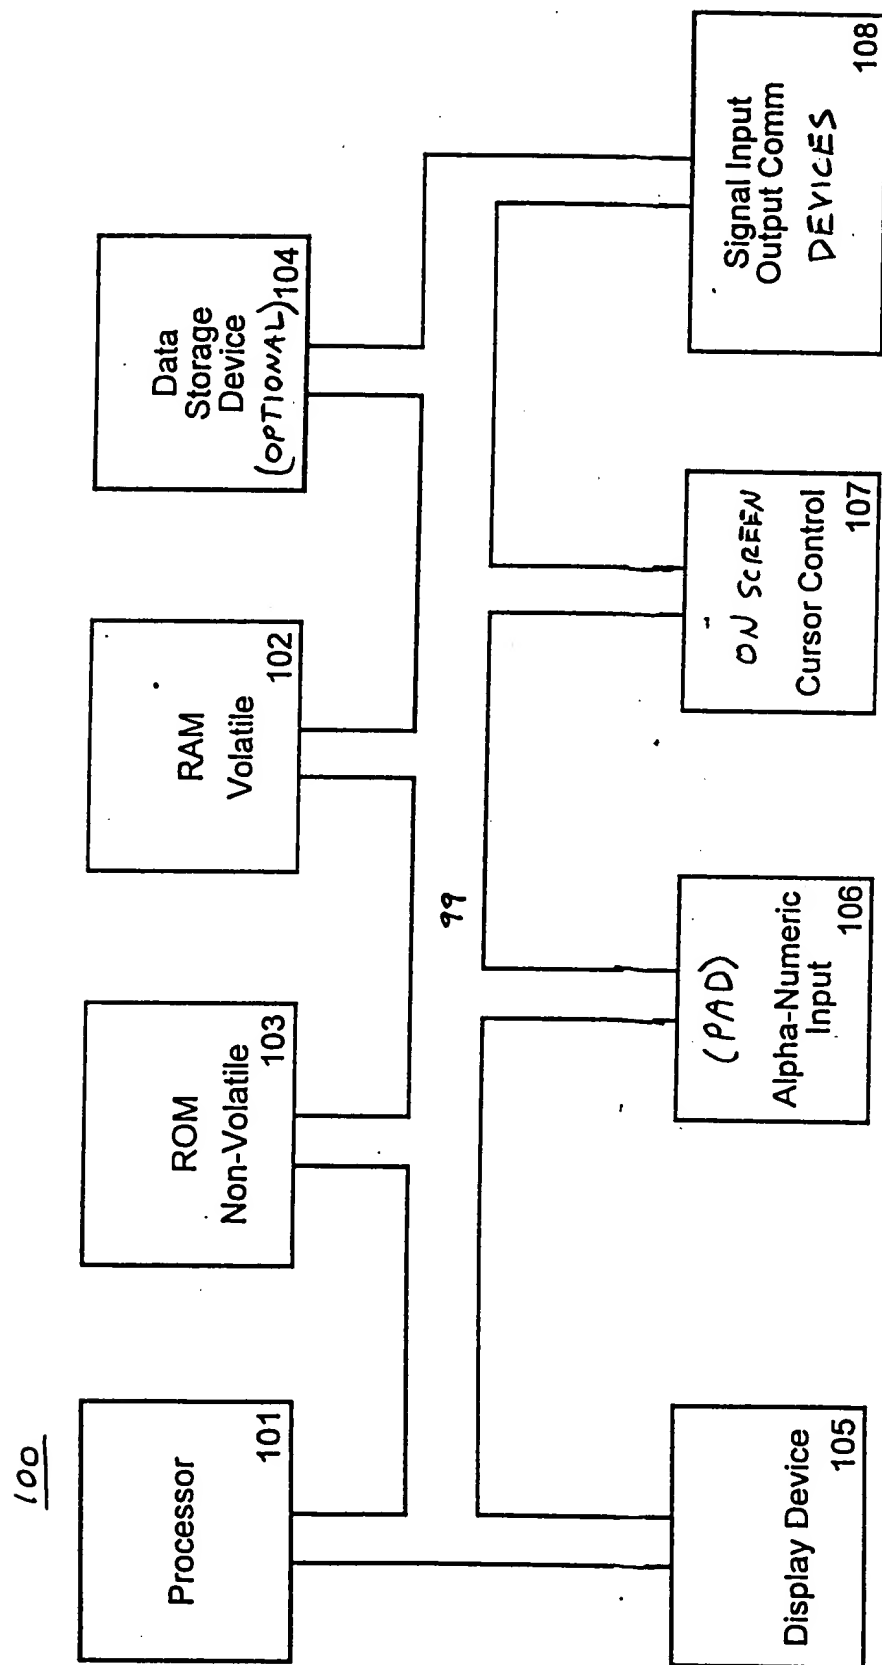 100
Processor
101
ROM
Non-Volatile
103
RAM
Volatile
102
Data
Storage
Device
(OPTIONAL)
104
99
Display Device
105
(PAD)
Alpha-Numeric
Input
106
ON SCREEN
Cursor Control
107
Signal Input
Output Comm
DEVICES
108